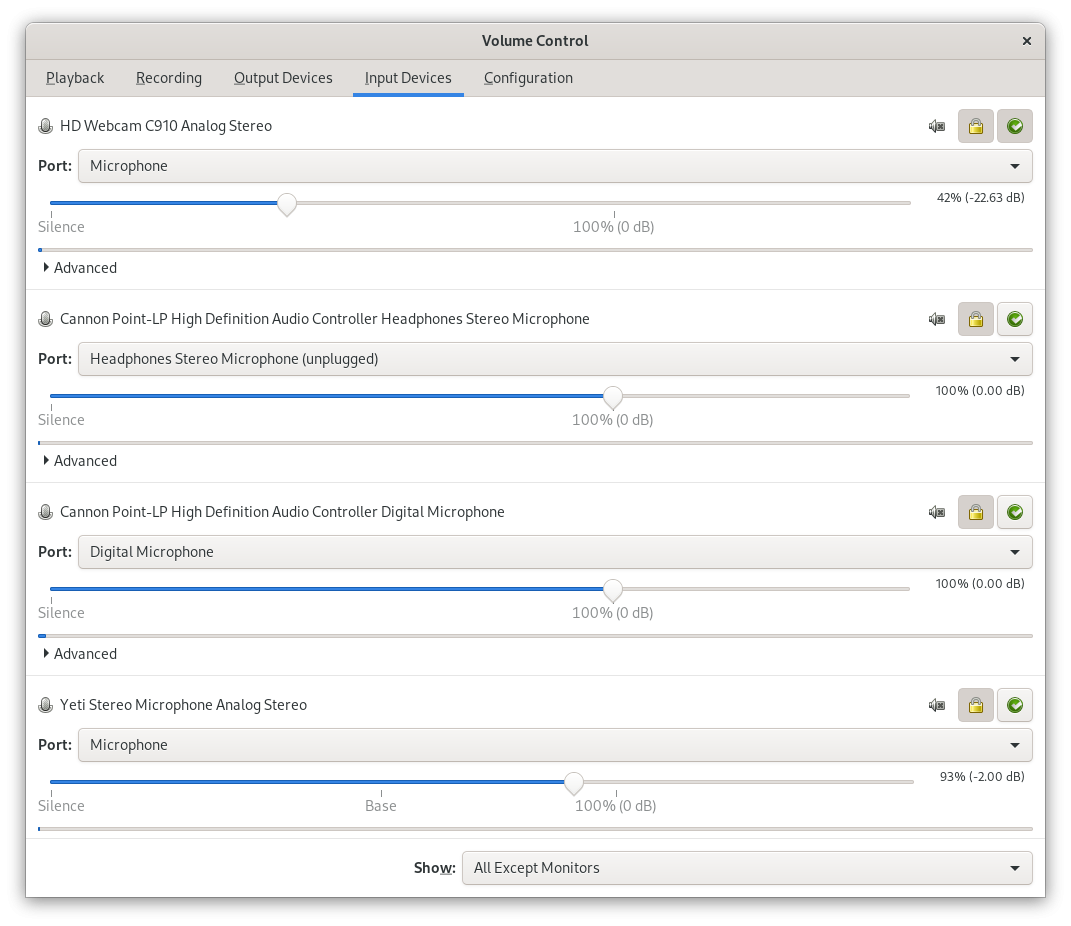 Volume Control
Playback Recording Output Devices Input Devices Configuration
HD Webcam C910 Analog Stereo
Port: Microphone
42% (-22.63 dB)
Silence 100% (0 dB)
Advanced
Cannon Point-LP High Definition Audio Controller Headphones Stereo Microphone
Port: Headphones Stereo Microphone (unplugged)
100% (0.00 dB)
Silence 100% (0 dB)
Advanced
Cannon Point-LP High Definition Audio Controller Digital Microphone
Port: Digital Microphone
100% (0.00 dB)
Silence 100% (0 dB)
Advanced
Yeti Stereo Microphone Analog Stereo
Port: Microphone
93% (-2.00 dB)
Silence Base 100% (0 dB)
Show: All Except Monitors